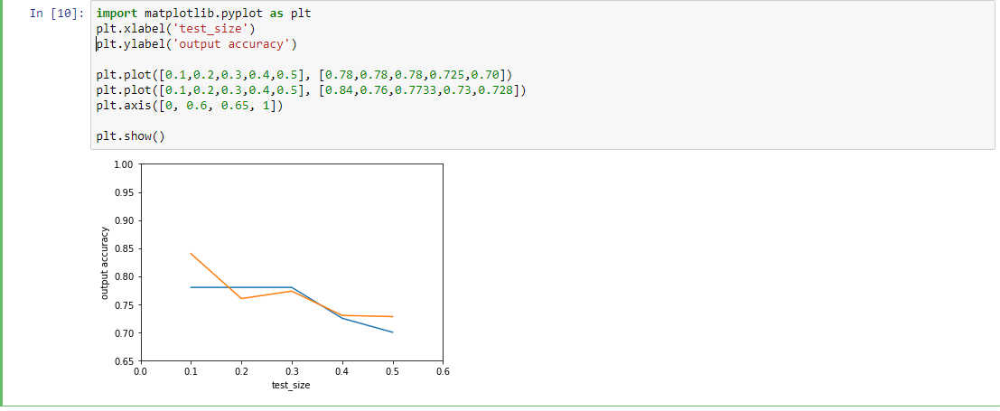 In [10]: import matplotlib.pyplot as plt
plt.xlabel('test_size')
plt.ylabel('output accuracy')
plt.plot([0.1,0.2,0.3,0.4,0.5], [0.78,0.78,0.78,0.725,0.70])
plt.plot([0.1,0.2,0.3,0.4,0.5], [0.84,0.76,0.7733,0.73,0.728])
plt.axis([0, 0.6, 0.65, 1])
plt.show()
1.00
0.95
0.90
0.85
0.80
0.75
0.70
0.65
output accuracy
0.0 0.1 0.2 0.3 0.4 0.5 0.6
test_size